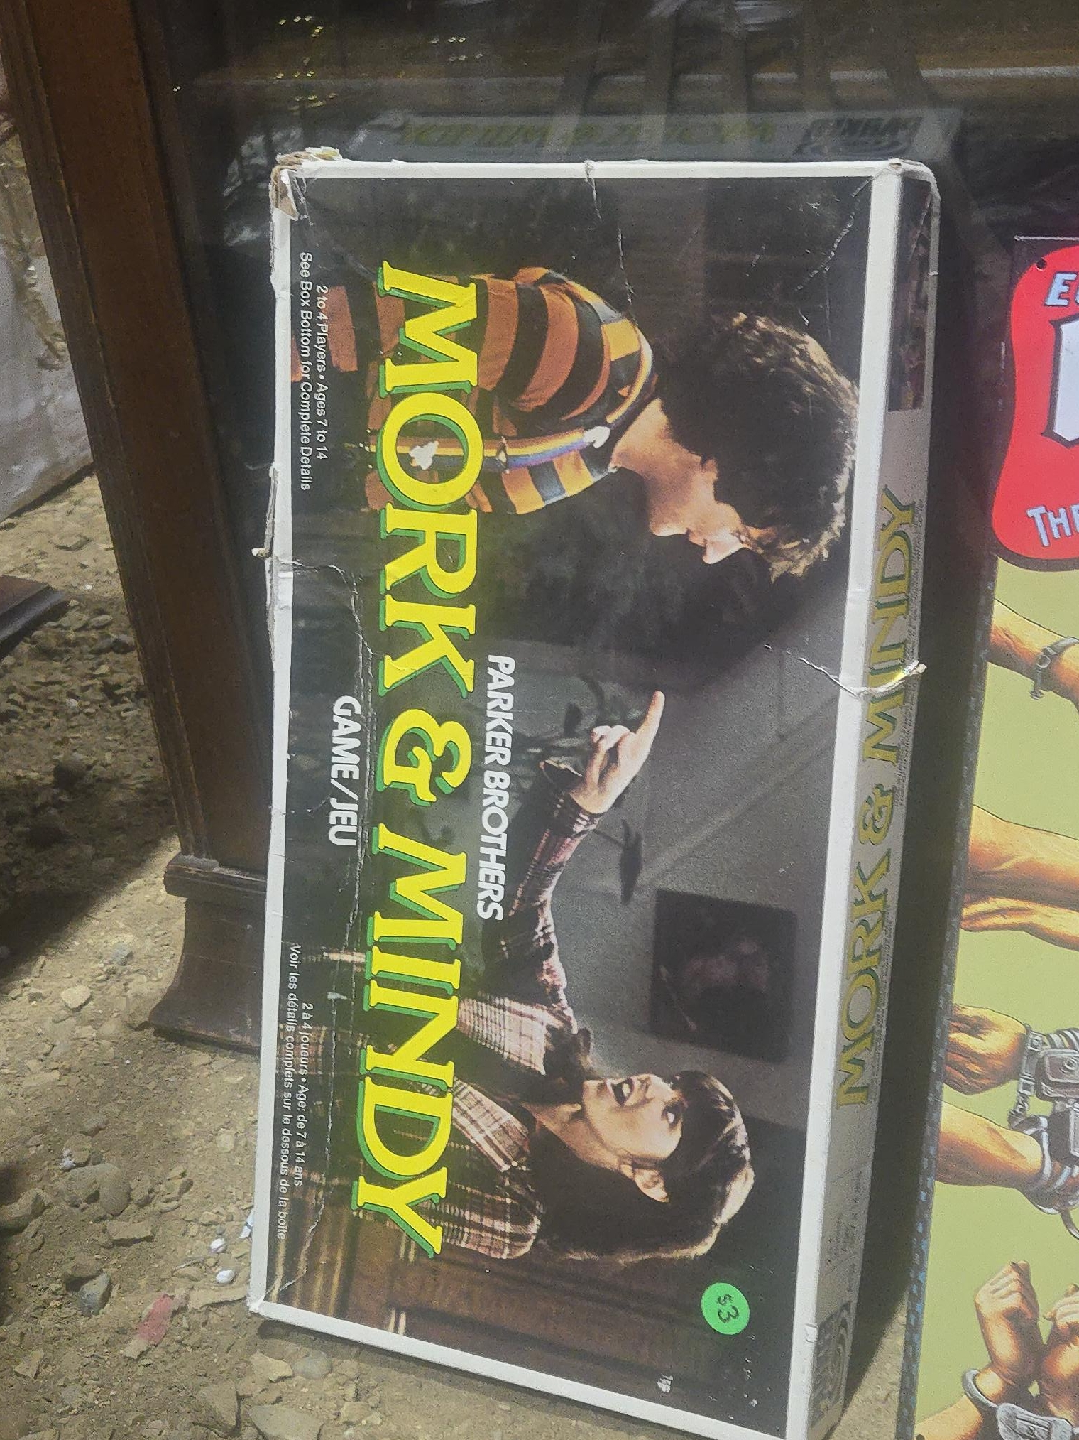 PARKER BROTHERS
MORK & MINDY
GAME/JEU
2 to 4 Players • Ages 7 to 14
See Box Bottom for Complete Details
2 à 4 joueurs • Age: de 7 à 14 ans
Voir les détails complets sur le dessous de la boîte
$3
MORK & MINDY
THE